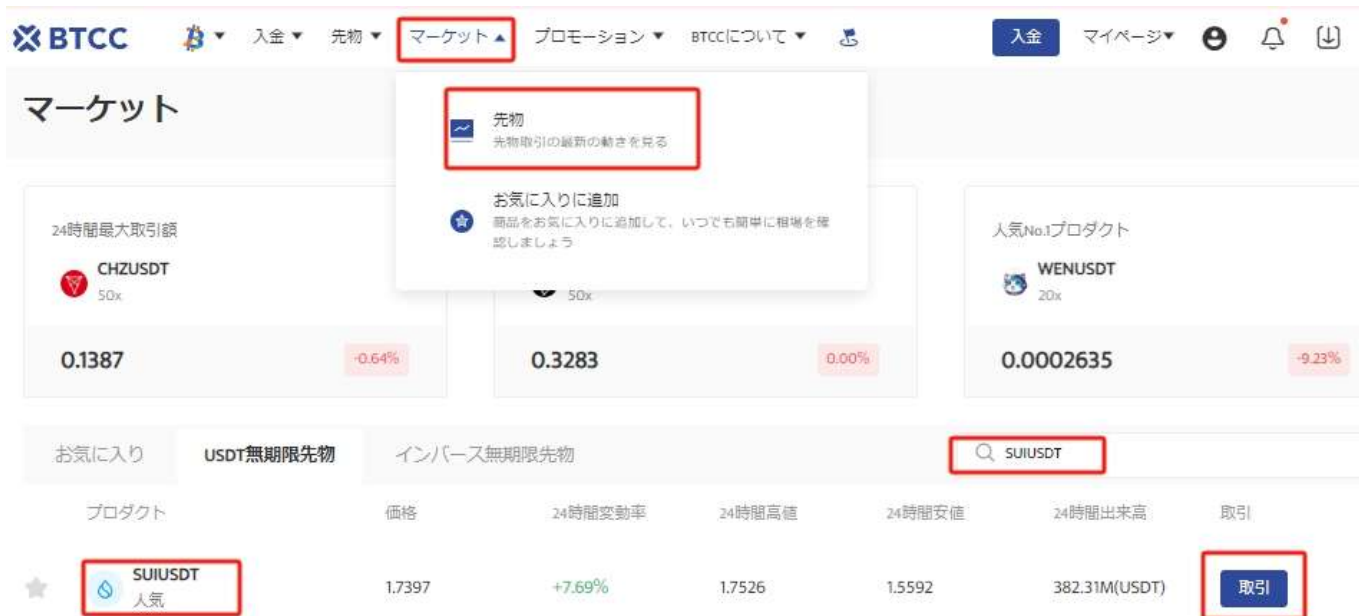 BTCC
入金 ▼ 先物 ▼ マーケット ▲ プロモーション ▼ BTCCについて ▼ 入金 マイページ▼
マーケット
先物
先物取引の最新の動きを見る
お気に入りに追加
商品をお気に入りに追加して、いつでも簡単に相場を確
認しましょう
24時間最大取引額
CHZUSDT
50x
0.1387 -0.64%
50x
0.3283 0.00%
人気No.1プロダクト
WENUSDT
20x
0.0002635 -9.23%
お気に入り USDT無期限先物 インバース無期限先物 SUIUSDT
プロダクト 価格 24時間変動率 24時間高値 24時間安値 24時間出来高 取引
SUIUSDT 1.7397 +7.69% 1.7526 1.5592 382.31M(USDT) 取引
人気